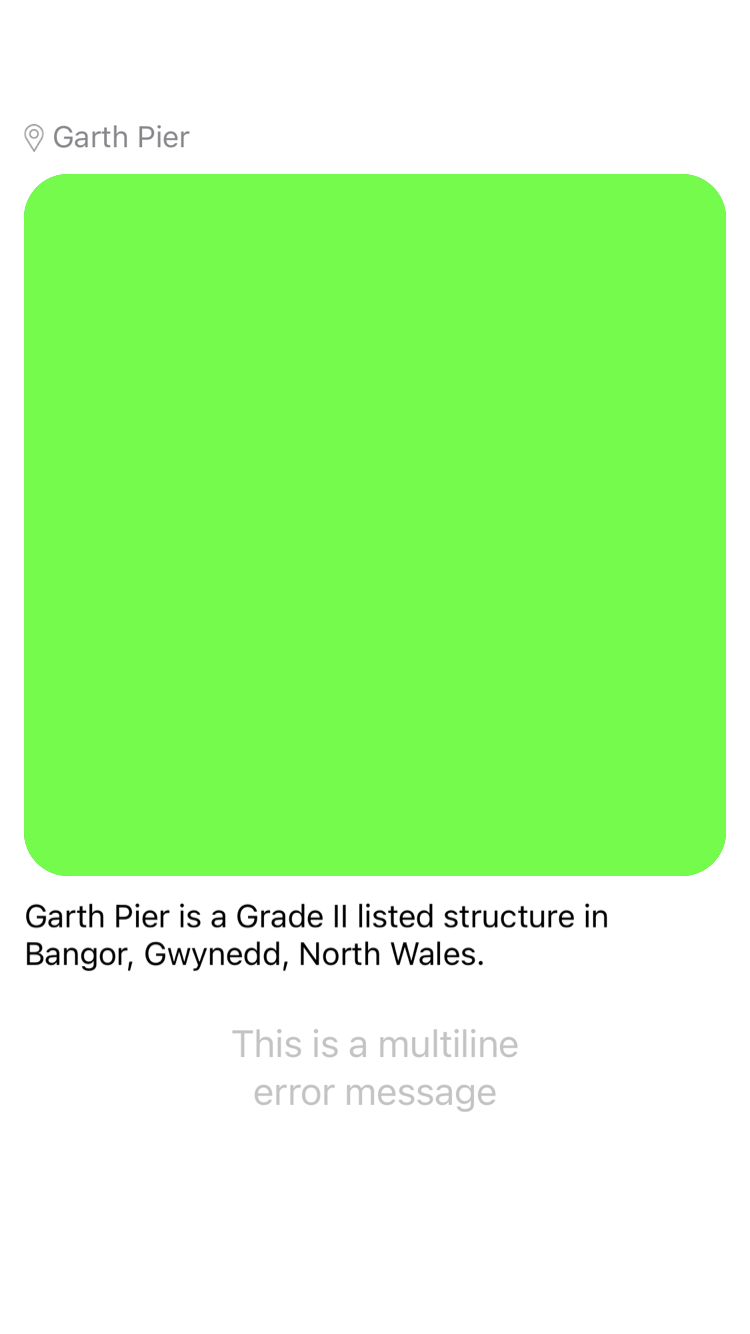 Garth Pier
Garth Pier is a Grade II listed structure in
Bangor, Gwynedd, North Wales.
This is a multiline
error message